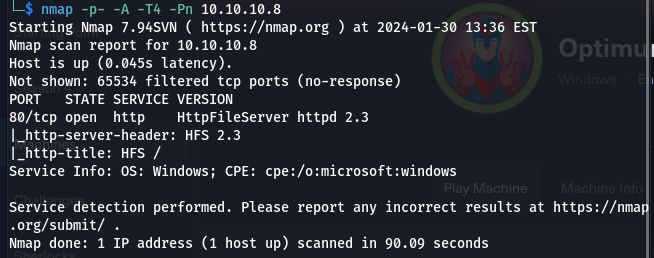 └─$ nmap -p- -A -T4 -Pn 10.10.10.8
Starting Nmap 7.94SVN ( https://nmap.org ) at 2024-01-30 13:36 EST
Nmap scan report for 10.10.10.8
Host is up (0.045s latency).
Not shown: 65534 filtered tcp ports (no-response)
PORT   STATE SERVICE VERSION
80/tcp open  http    HttpFileServer httpd 2.3
|_http-server-header: HFS 2.3
|_http-title: HFS /
Service Info: OS: Windows; CPE: cpe:/o:microsoft:windows
Service detection performed. Please report any incorrect results at https://nmap
.org/submit/ .
Nmap done: 1 IP address (1 host up) scanned in 90.09 seconds
Optimu
Windows ·
Play Machine
Machine Info